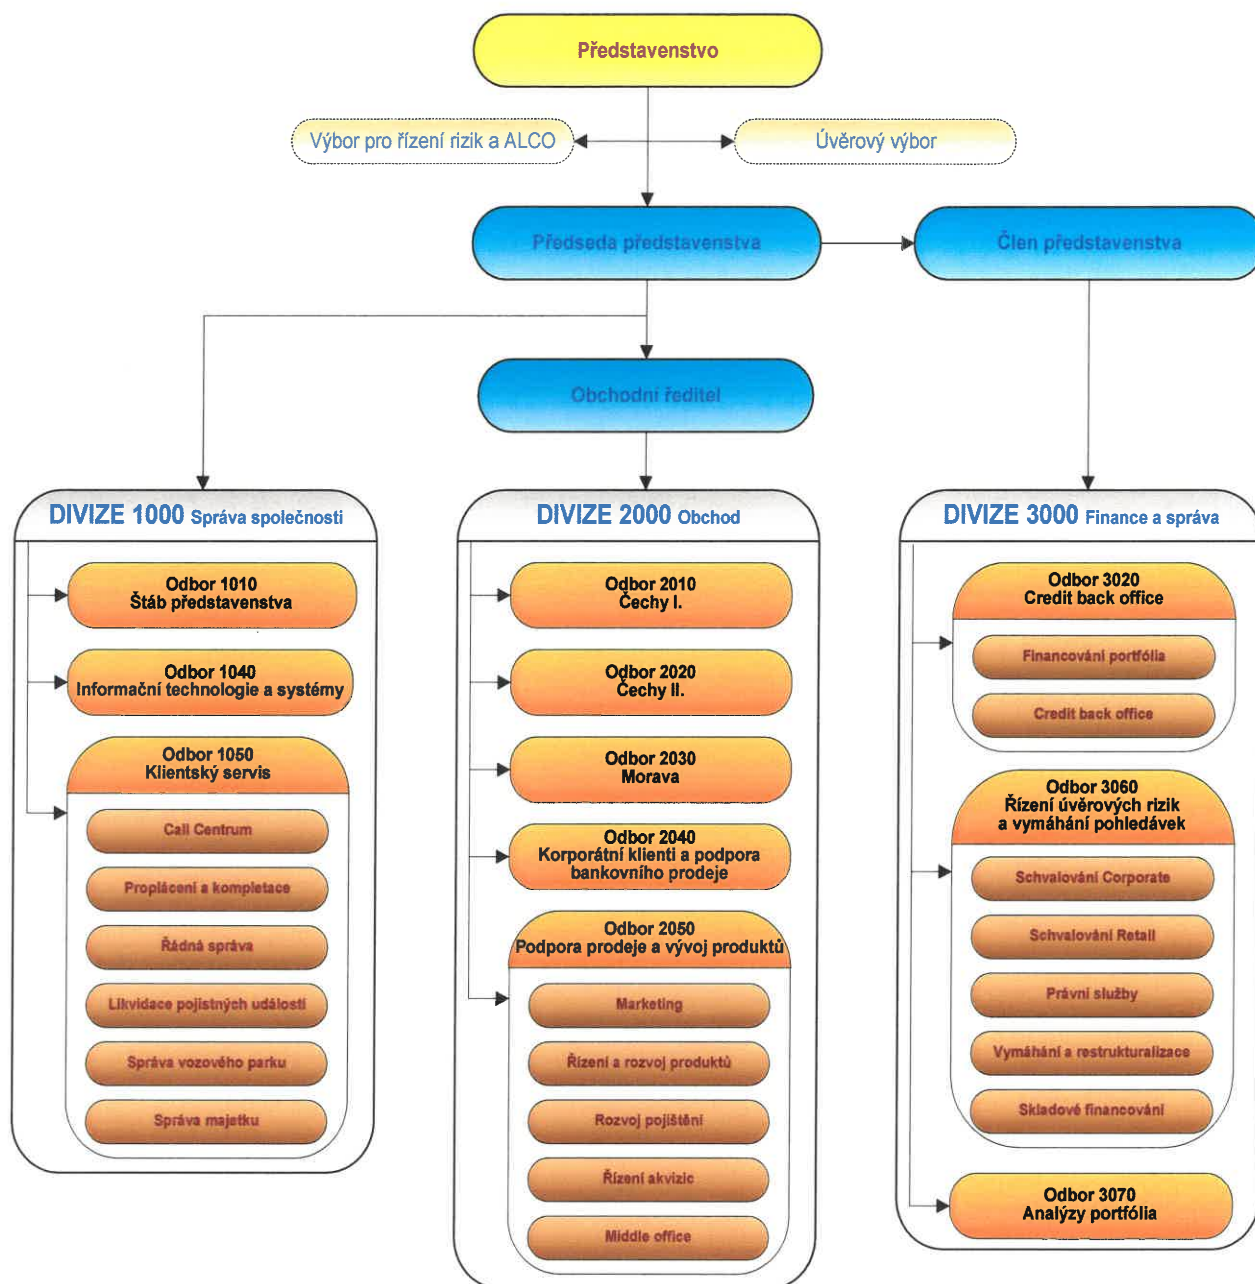 Představenstvo
Výbor pro řízení rizik a ALCO
Úvěrový výbor
Předseda představenstva
Člen představenstva
Obchodní ředitel
DIVIZE 1000 Správa společnosti
Odbor 1010
Štáb představenstva
Odbor 1040
Informační technologie a systémy
Odbor 1050
Klientský servis
Call Centrum
Proplácení a kompletace
Řádná správa
Likvidace pojistných událostí
Správa vozového parku
Správa majetku
DIVIZE 2000 Obchod
Odbor 2010
Čechy I.
Odbor 2020
Čechy II.
Odbor 2030
Morava
Odbor 2040
Korporátní klienti a podpora
bankovního prodeje
Odbor 2050
Podpora prodeje a vývoj produktů
Marketing
Řízení a rozvoj produktů
Rozvoj pojištění
Řízení akvizic
Middle office
DIVIZE 3000 Finance a správa
Odbor 3020
Credit back office
Financování portfólia
Credit back office
Odbor 3060
Řízení úvěrových rizik
a vymáhání pohledávek
Schvalování Corporate
Schvalování Retail
Právní služby
Vymáhání a restrukturalizace
Skladové financování
Odbor 3070
Analýzy portfólia